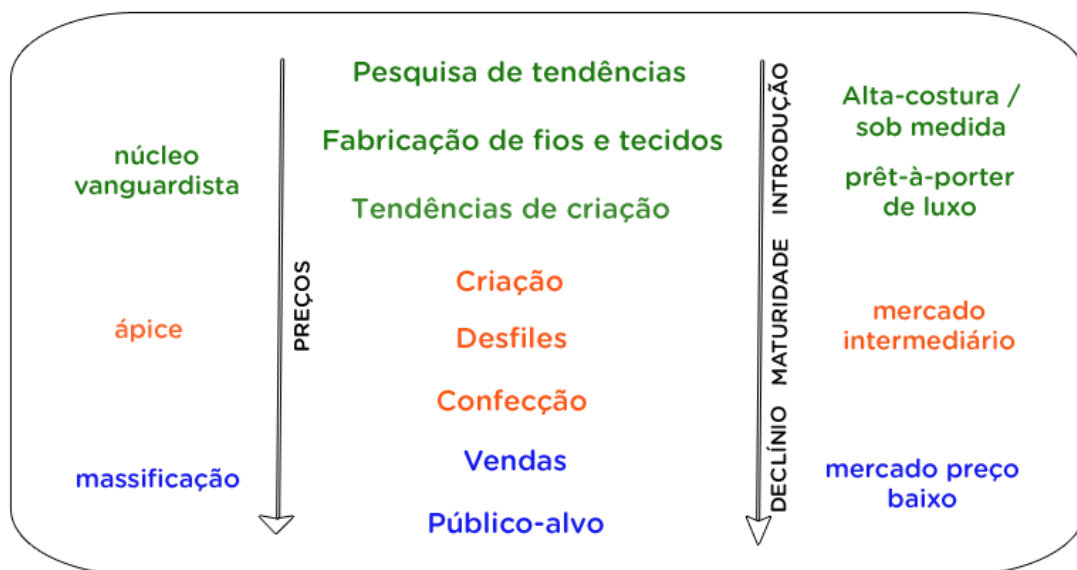 núcleo
vanguardista
ápice
massificação
PREÇOS
Pesquisa de tendências
Fabricação de fios e tecidos
Tendências de criação
Criação
Desfiles
Confecção
Vendas
Público-alvo
DECLÍNIO MATURIDADE INTRODUÇÃO
Alta-costura /
sob medida
prêt-à-porter
de luxo
mercado
intermediário
mercado preço
baixo